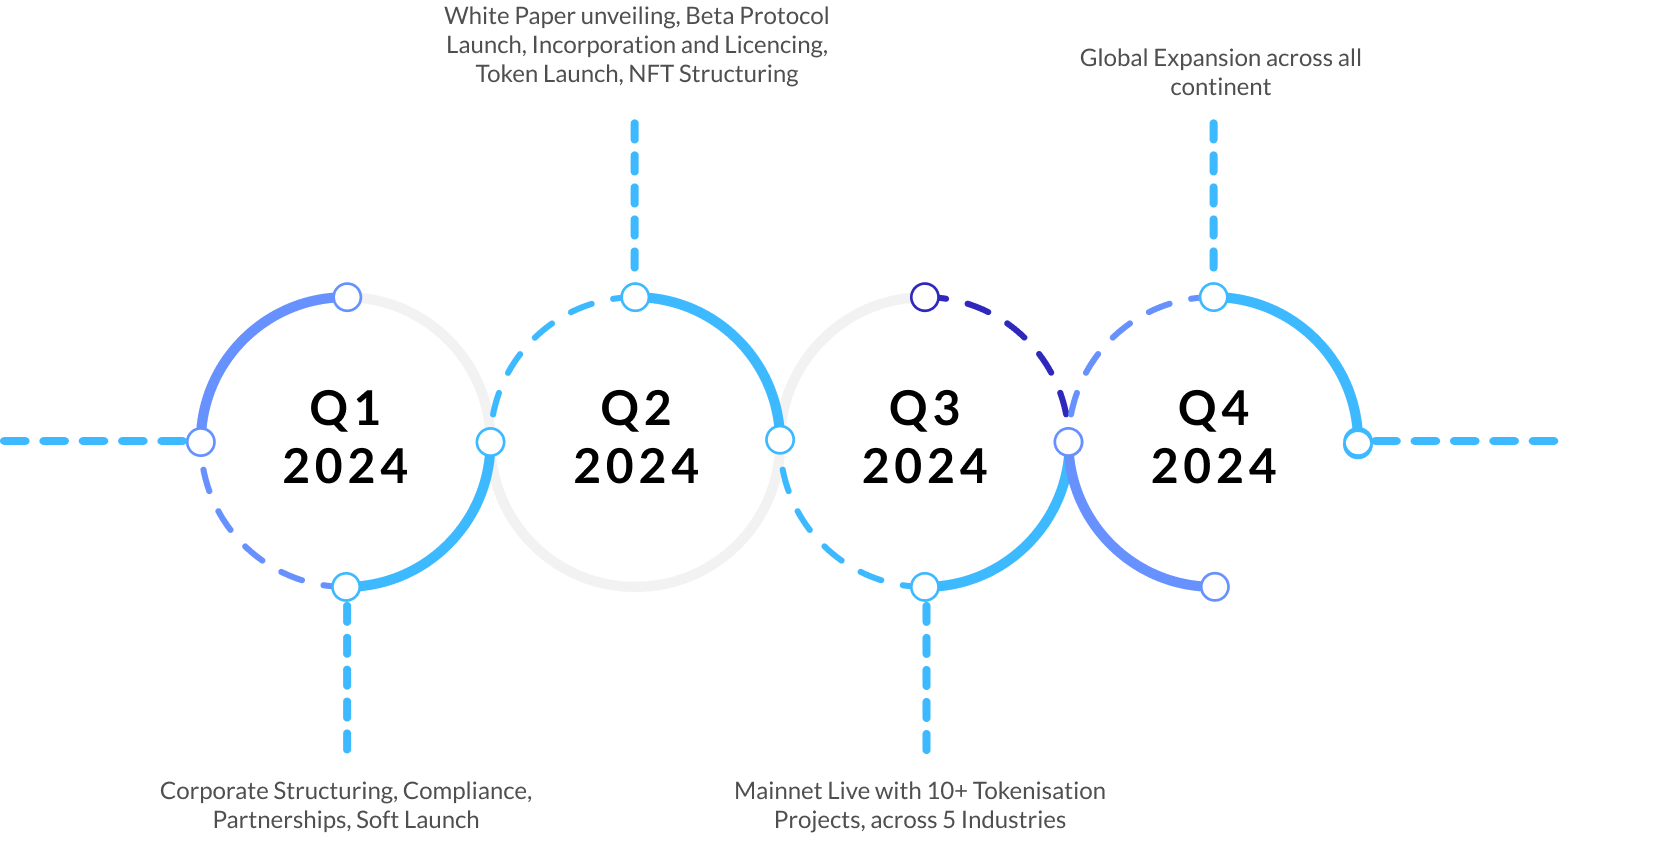 White Paper unveiling, Beta Protocol
Launch, Incorporation and Licencing,
Token Launch, NFT Structuring
Global Expansion across all
continent
Q1
2024
Q2
2024
Q3
2024
Q4
2024
Corporate Structuring, Compliance,
Partnerships, Soft Launch
Mainnet Live with 10+ Tokenisation
Projects, across 5 Industries